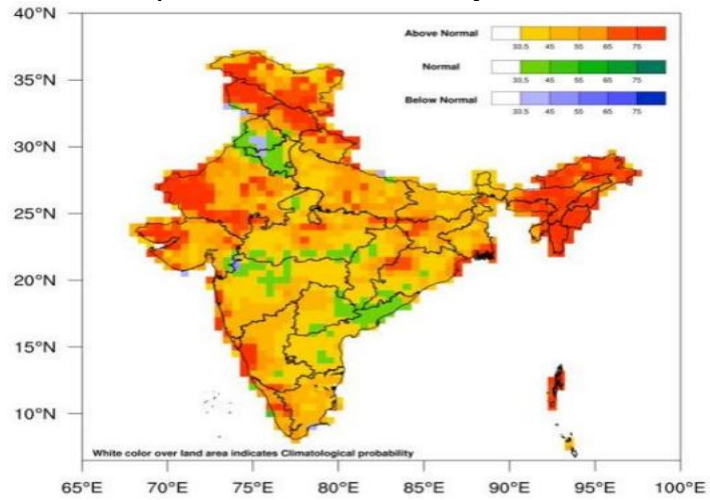 40°N
35°N
30°N
25°N
20°N
15°N
10°N
Above Normal
33.5 45 55 65 75
Normal
33.5 45 55 65 75
Below Normal
33.5 45 55 65 75
White color over land area indicates Climatological probability
65°E 70°E 75°E 80°E 85°E 90°E 95°E 100°E